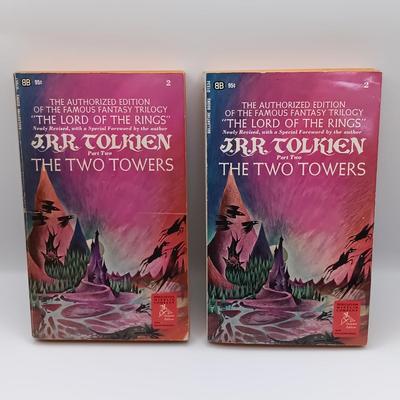 BB 95¢ 2
THE AUTHORIZED EDITION
OF THE FAMOUS FANTASY TRILOGY
"THE LORD OF THE RINGS"
Newly Revised, with a Special Foreword by the author
J.R.R. TOLKIEN
Part Two
THE TWO TOWERS
BB 95¢ 2
THE AUTHORIZED EDITION
OF THE FAMOUS FANTASY TRILOGY
"THE LORD OF THE RINGS"
Newly Revised, with a Special Foreword by the author
J.R.R. TOLKIEN
Part Two
THE TWO TOWERS